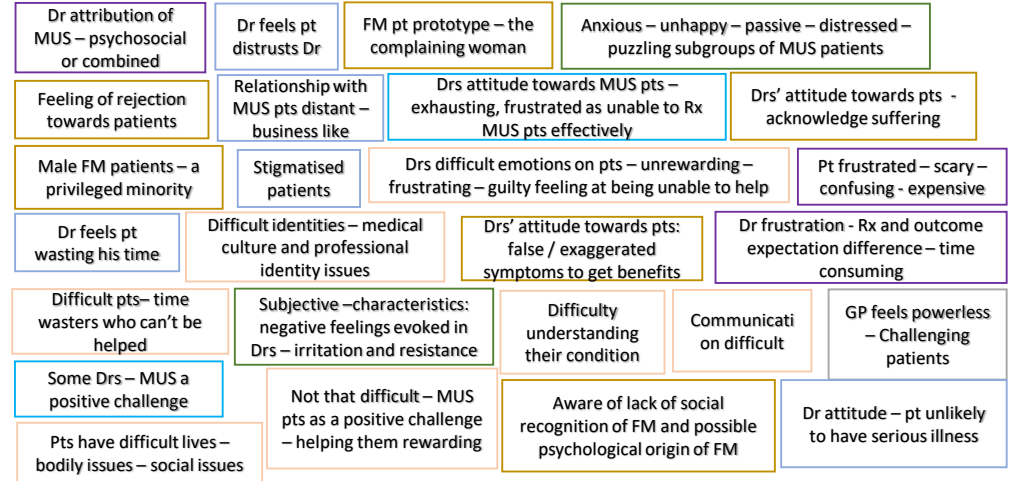 Dr attribution of
MUS – psychosocial
or combined
Dr feels pt
distrusts Dr
FM pt prototype – the
complaining woman
Anxious – unhappy – passive – distressed –
puzzling subgroups of MUS patients
Feeling of rejection
towards patients
Relationship with
MUS pts distant –
business like
Drs attitude towards MUS pts –
exhausting, frustrated as unable to Rx
MUS pts effectively
Drs' attitude towards pts -
acknowledge suffering
Male FM patients – a
privileged minority
Stigmatised
patients
Drs difficult emotions on pts – unrewarding –
frustrating – guilty feeling at being unable to help
Pt frustrated – scary –
confusing - expensive
Dr feels pt
wasting his time
Difficult identities – medical
culture and professional
identity issues
Drs' attitude towards pts:
false / exaggerated
symptoms to get benefits
Dr frustration - Rx and outcome
expectation difference – time
consuming
Difficult pts– time
wasters who can't be
helped
Subjective –characteristics:
negative feelings evoked in
Drs – irritation and resistance
Difficulty
understanding
their condition
Communicati
on difficult
GP feels powerless
– Challenging
patients
Some Drs – MUS a
positive challenge
Not that difficult – MUS
pts as a positive challenge
– helping them rewarding
Aware of lack of social
recognition of FM and possible
psychological origin of FM
Dr attitude – pt unlikely
to have serious illness
Pts have difficult lives –
bodily issues – social issues